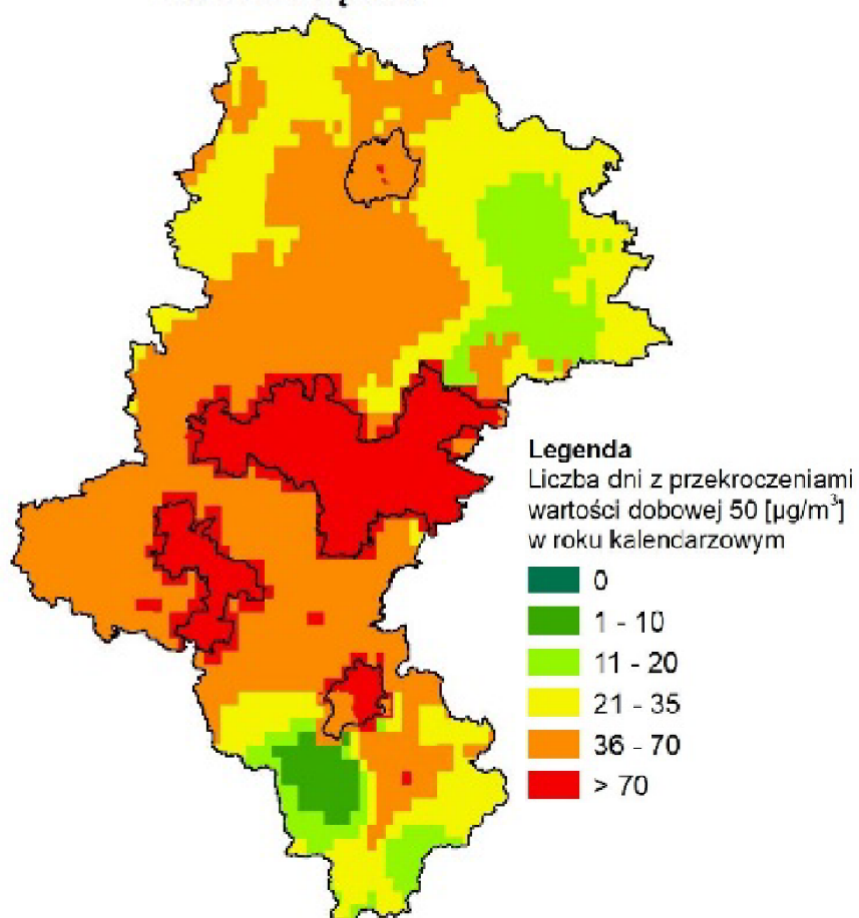 Legenda
Liczba dni z przekroczeniami
wartości dobowej 50 [µg/m³]
w roku kalendarzowym
0
1 - 10
11 - 20
21 - 35
36 - 70
> 70